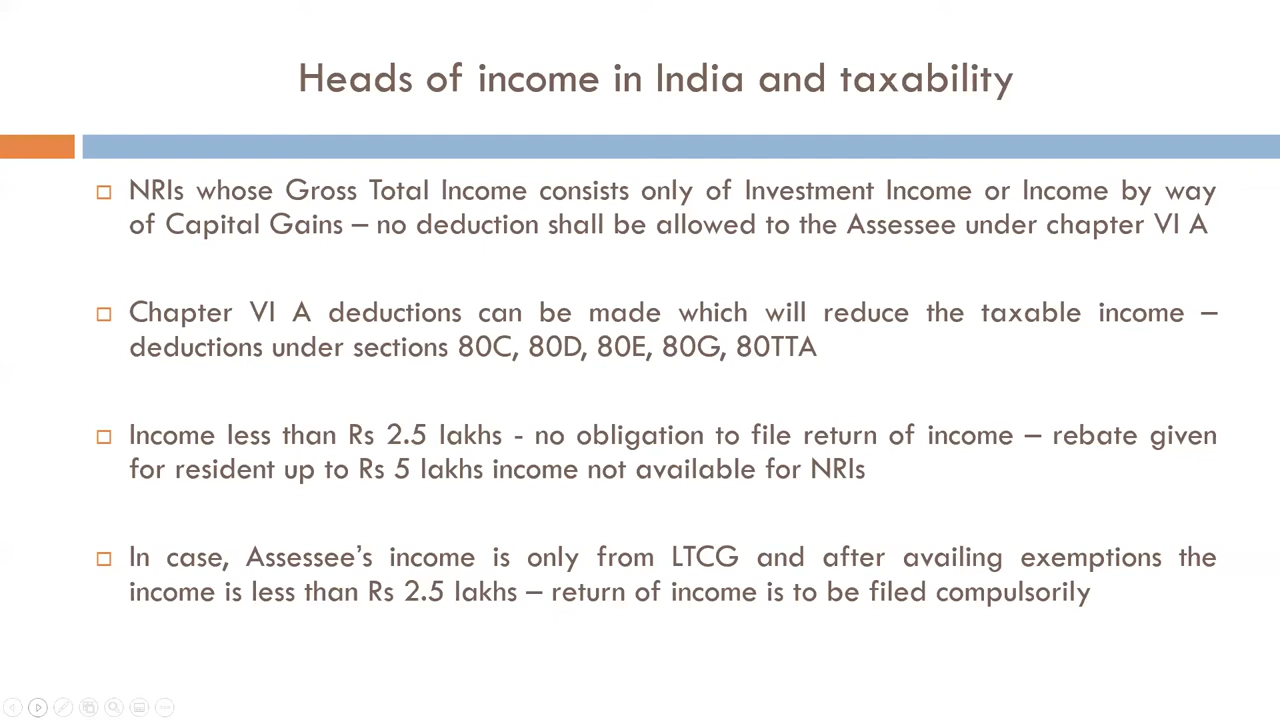 Heads of income in India and taxability
NRIs whose Gross Total Income consists only of Investment Income or Income by way
of Capital Gains – no deduction shall be allowed to the Assessee under chapter VI A
Chapter VI A deductions can be made which will reduce the taxable income –
deductions under sections 80C, 80D, 80E, 80G, 80TTA
Income less than Rs 2.5 lakhs - no obligation to file return of income – rebate given
for resident up to Rs 5 lakhs income not available for NRIs
In case, Assessee’s income is only from LTCG and after availing exemptions the
income is less than Rs 2.5 lakhs – return of income is to be filed compulsorily